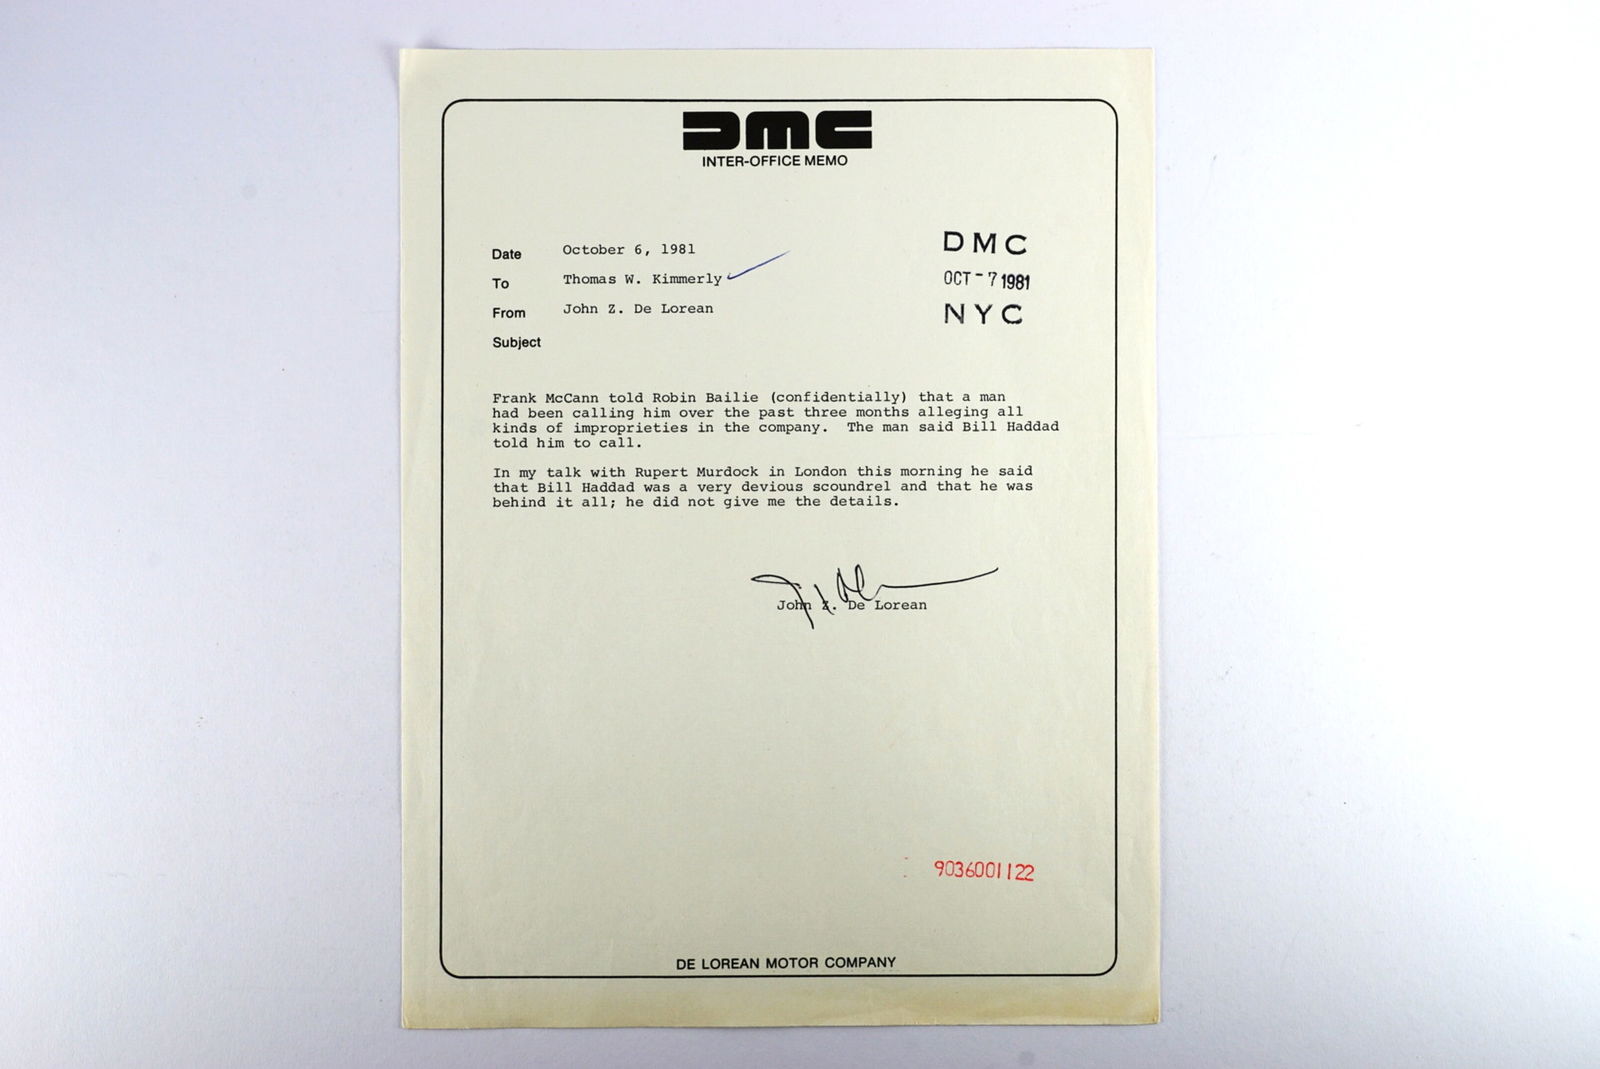 DMC
INTER-OFFICE MEMO
Date October 6, 1981
To Thomas W. Kimmerly
From John Z. De Lorean
Subject
DMC
OCT-7 1981
NYC
Frank McCann told Robin Bailie (confidentially) that a man
had been calling him over the past three months alleging all
kinds of improprieties in the company. The man said Bill Haddad
told him to call.
In my talk with Rupert Murdock in London this morning he said
that Bill Haddad was a very devious scoundrel and that he was
behind it all; he did not give me the details.
John Z. De Lorean
9036001122
DE LOREAN MOTOR COMPANY